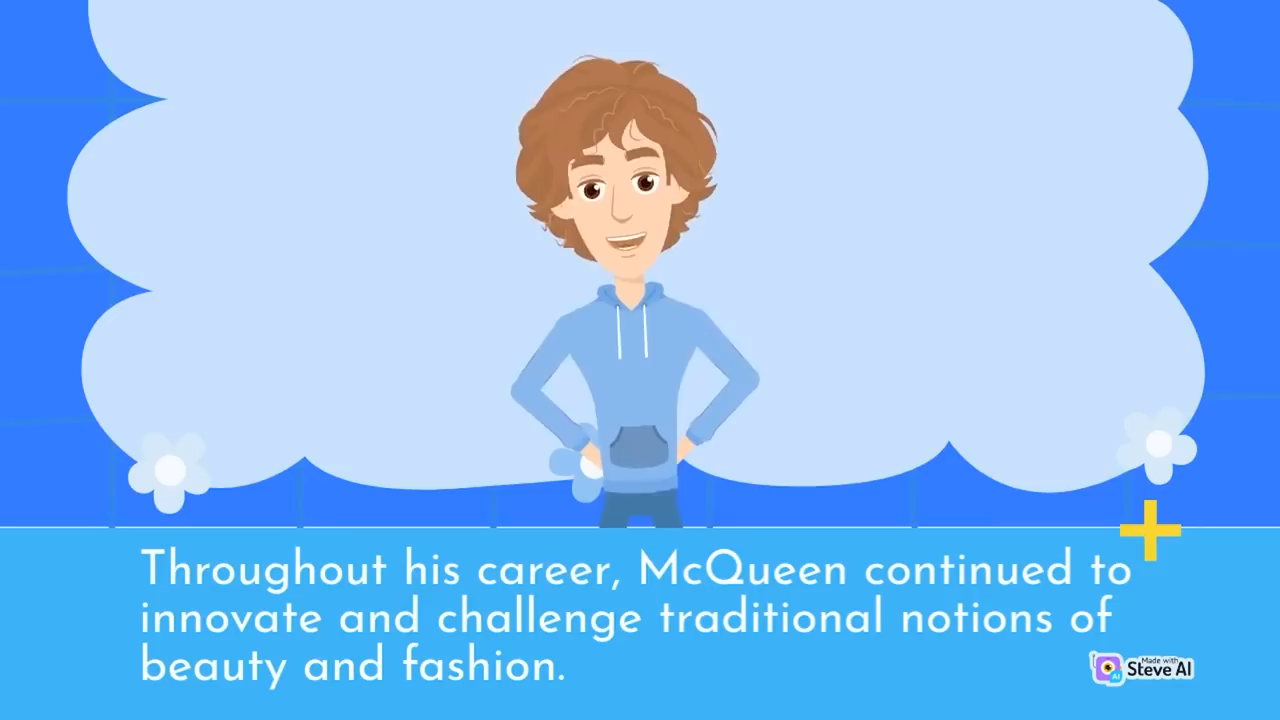 Throughout his career, McQueen continued to
innovate and challenge traditional notions of
beauty and fashion.
Made with
Steve AI
AI